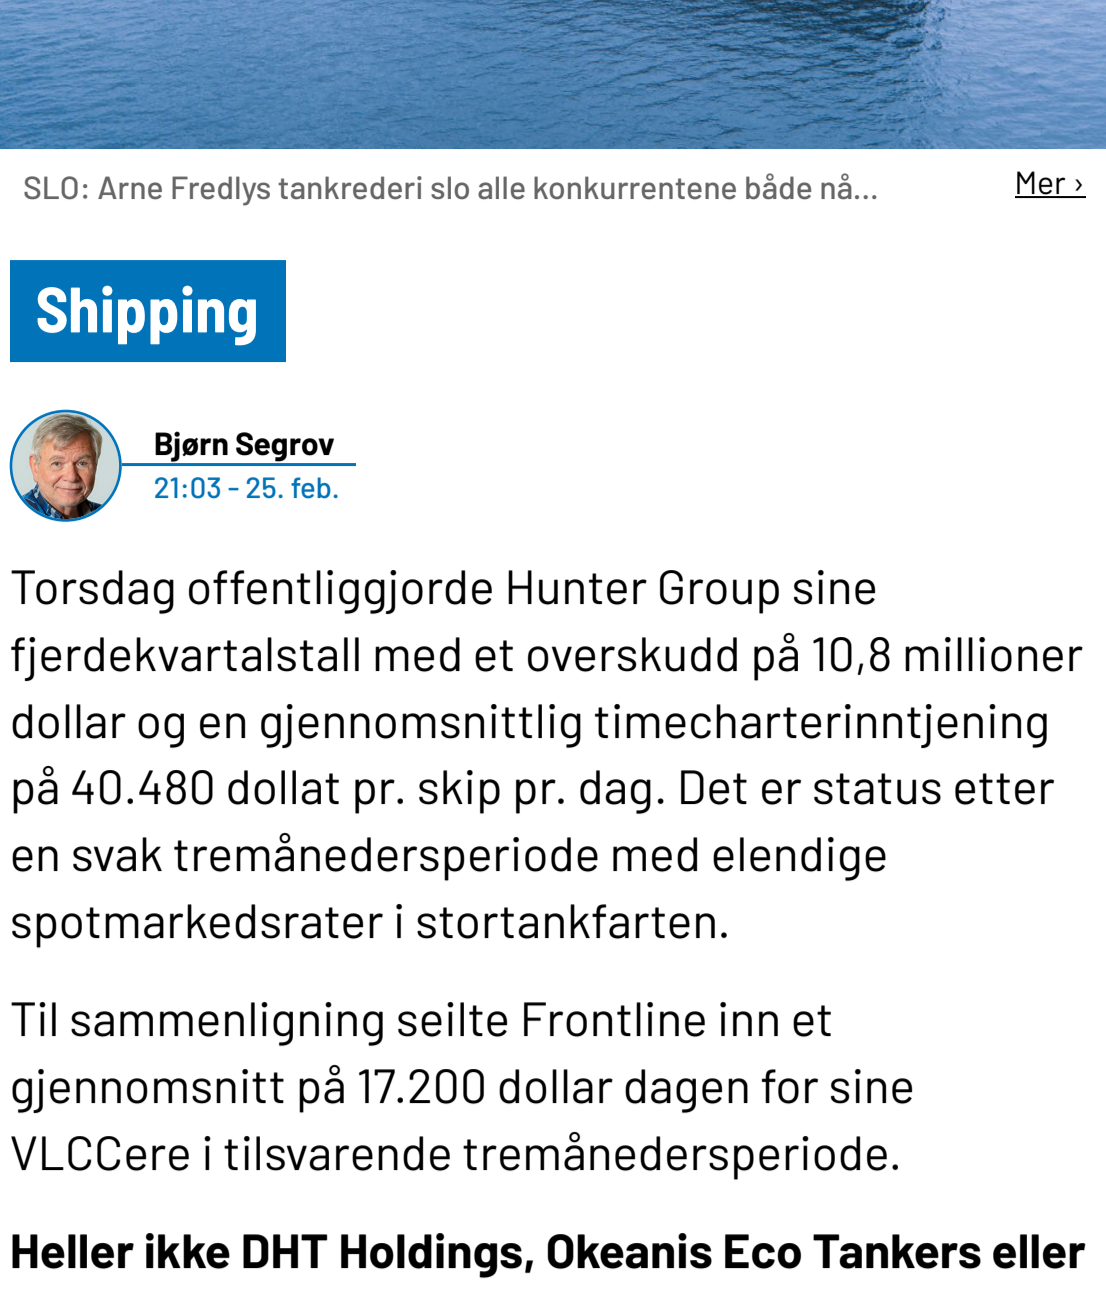 SLO: Arne Fredlys tankrederi slo alle konkurrentene både nå...
Mer ›
Shipping
Bjørn Segrov
21:03 - 25. feb.
Torsdag offentliggjorde Hunter Group sine
fjerdekvartalstall med et overskudd på 10,8 millioner
dollar og en gjennomsnittlig timecharterinntjening
på 40.480 dollat pr. skip pr. dag. Det er status etter
en svak tremånedersperiode med elendige
spotmarkedsrater i stortankfarten.
Til sammenligning seilte Frontline inn et
gjennomsnitt på 17.200 dollar dagen for sine
VLCCere i tilsvarende tremånedersperiode.
Heller ikke DHT Holdings, Okeanis Eco Tankers eller